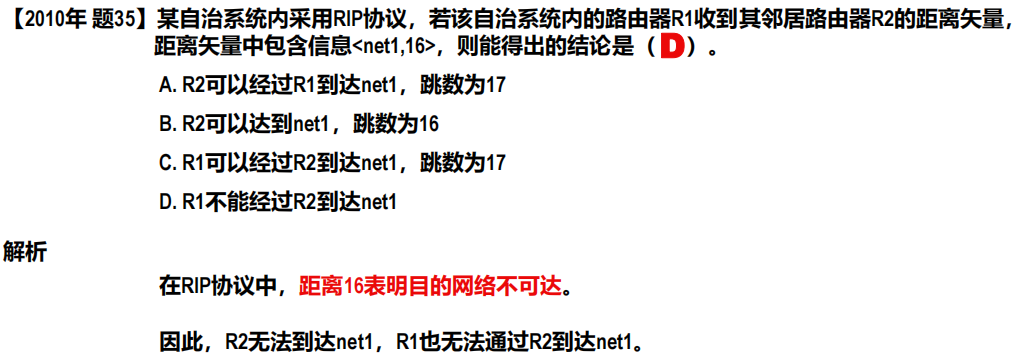 【2010年 题35】某自治系统内采用RIP协议，若该自治系统内的路由器R1收到其邻居路由器R2的距离矢量，
距离矢量中包含信息<net1,16>，则能得出的结论是（D）。
A. R2可以经过R1到达net1，跳数为17
B. R2可以达到net1，跳数为16
C. R1可以经过R2到达net1，跳数为17
D. R1不能经过R2到达net1
解析
在RIP协议中，距离16表明目的网络不可达。
因此，R2无法到达net1，R1也无法通过R2到达net1。